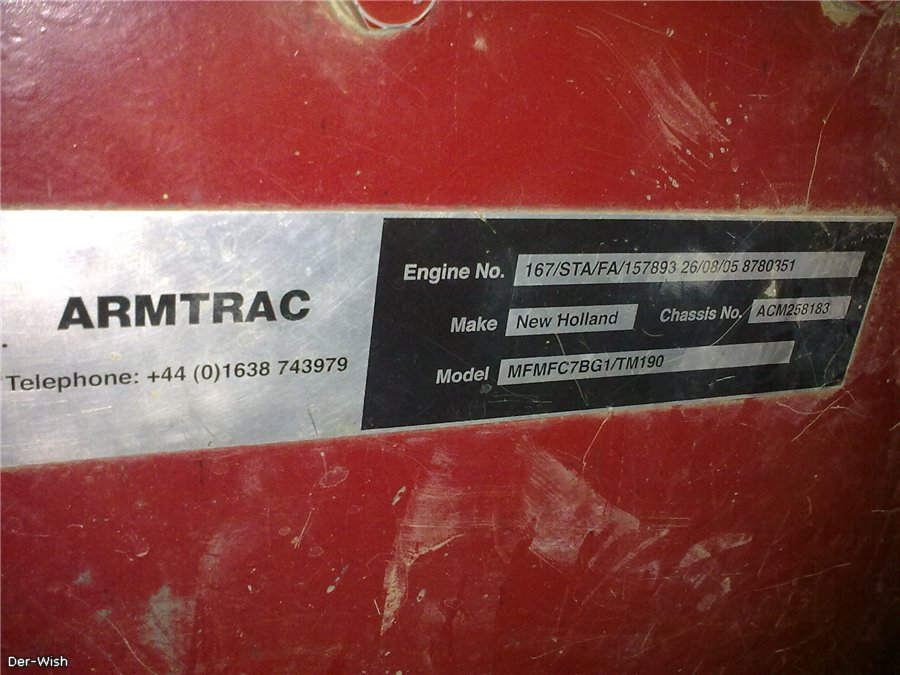 ARMTRAC
Telephone: +44 (0)1638 743979
Engine No. 167/STA/FA/157893 26/08/05 8780351
Make New Holland Chassis No. ACM258183
Model MFMFC7BG1/TM190
Der-Wish